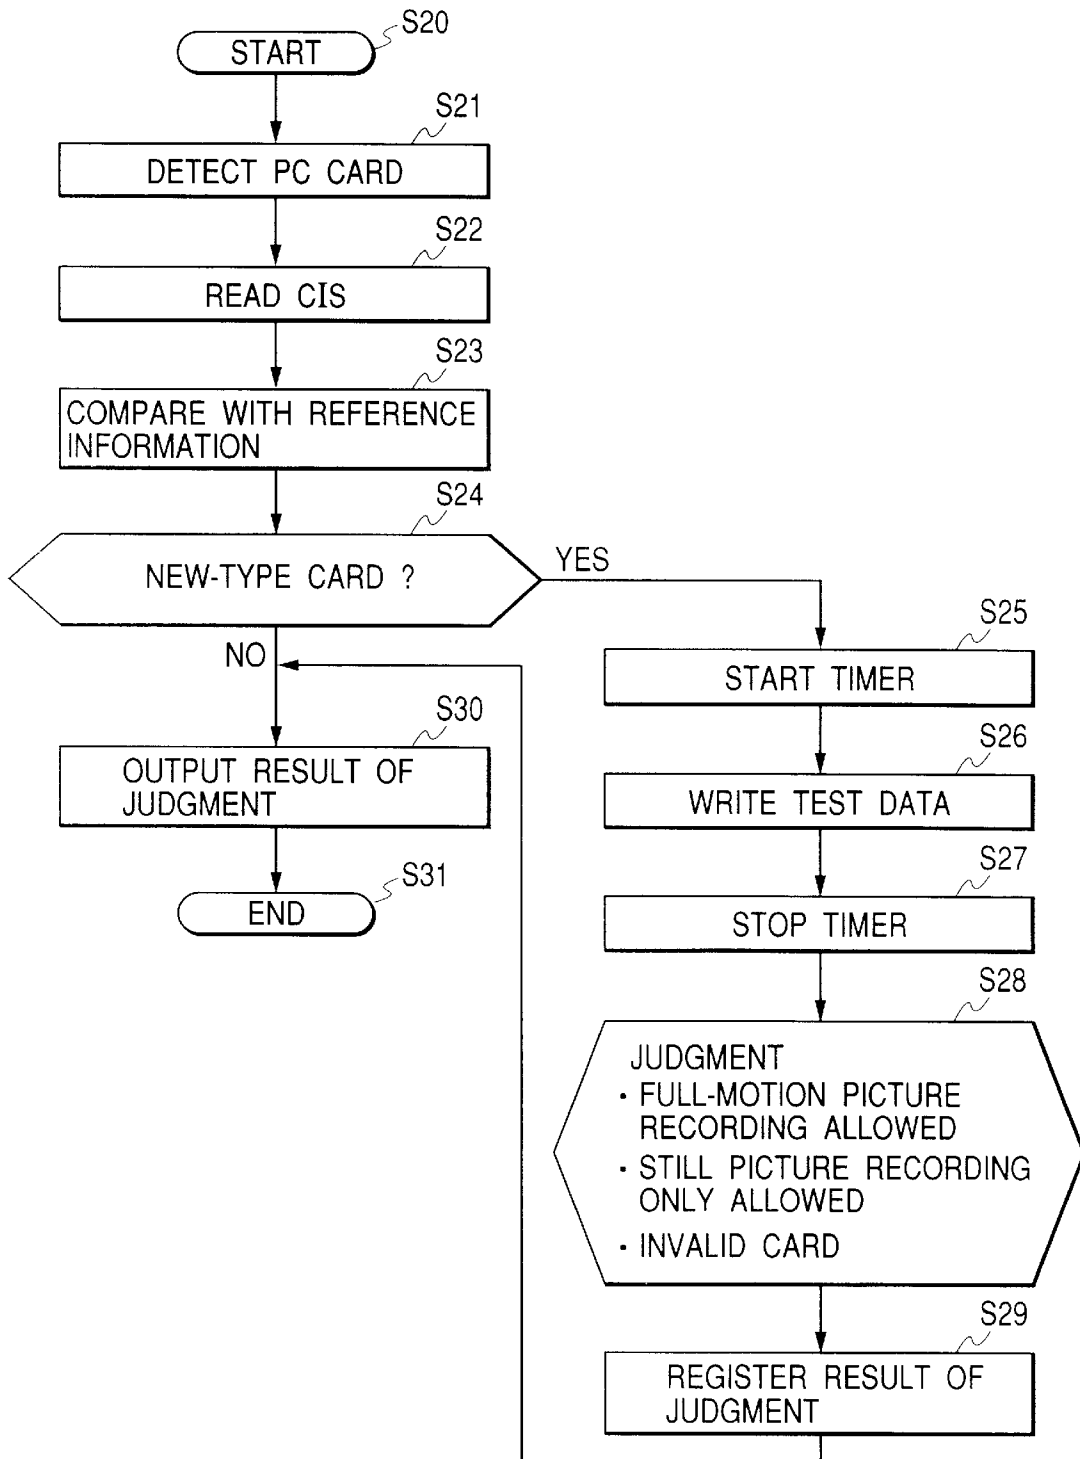 S20
START
S21
DETECT PC CARD
S22
READ CIS
S23
COMPARE WITH REFERENCE
INFORMATION
S24
NEW-TYPE CARD ?
YES
NO
S25
START TIMER
S26
WRITE TEST DATA
S27
STOP TIMER
S28
JUDGMENT
· FULL-MOTION PICTURE
RECORDING ALLOWED
· STILL PICTURE RECORDING
ONLY ALLOWED
· INVALID CARD
S29
REGISTER RESULT OF
JUDGMENT
S30
OUTPUT RESULT OF
JUDGMENT
S31
END